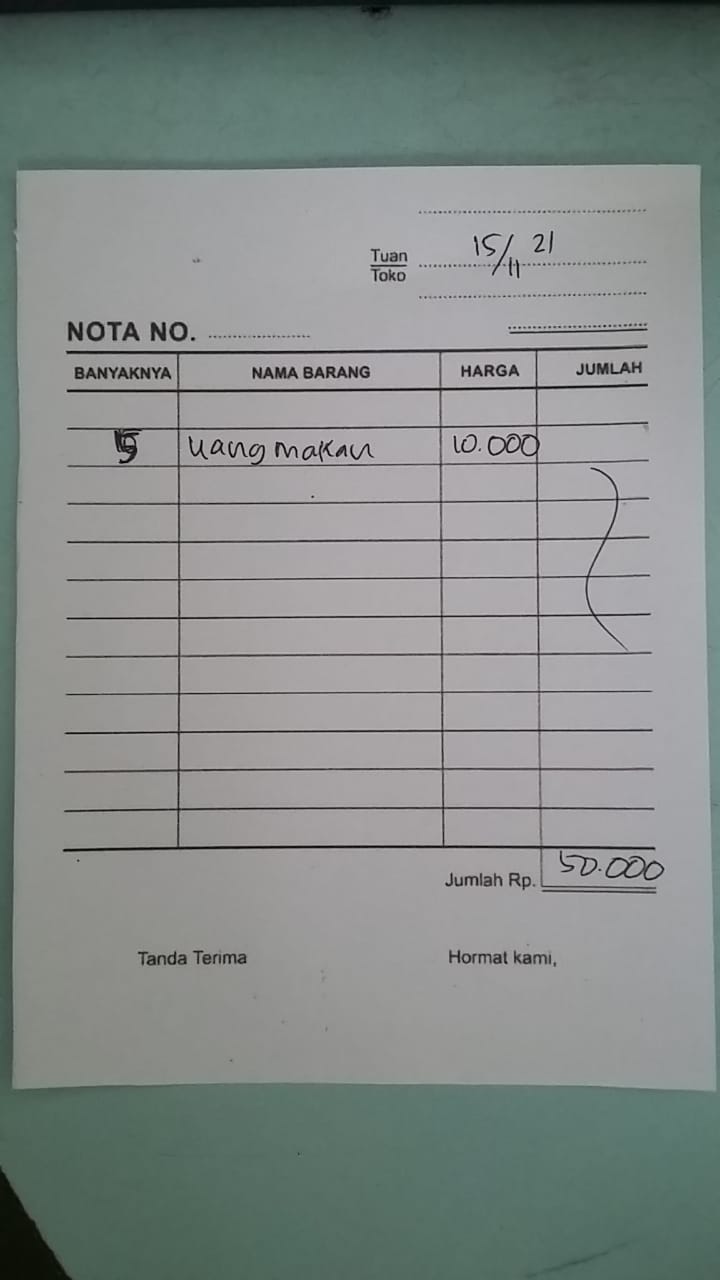 15/11 21
Tuan
Toko
NOTA NO.
BANYAKNYA NAMA BARANG HARGA JUMLAH
5 uang makan 10.000
Jumlah Rp. 50.000
Tanda Terima Hormat kami,